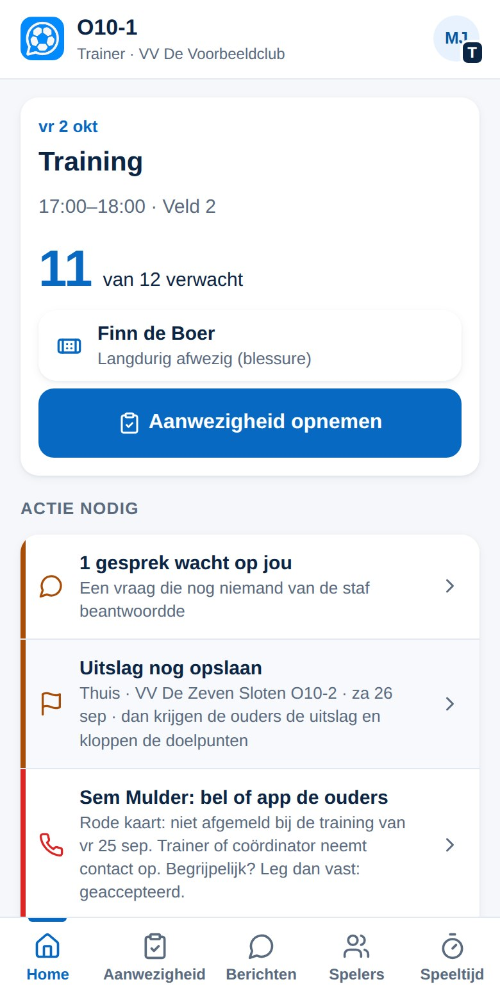 O10-1
Trainer · VV De Voorbeeldclub
MJ
T
vr 2 okt
Training
17:00–18:00 · Veld 2
11 van 12 verwacht
Finn de Boer
Langdurig afwezig (blessure)
Aanwezigheid opnemen
ACTIE NODIG
1 gesprek wacht op jou
Een vraag die nog niemand van de staf
beantwoordde
Uitslag nog opslaan
Thuis · VV De Zeven Sloten O10-2 · za 26
sep · dan krijgen de ouders de uitslag en
kloppen de doelpunten
Sem Mulder: bel of app de ouders
Rode kaart: niet afgemeld bij de training van
vr 25 sep. Trainer of coördinator neemt
contact op. Begrijpelijk? Leg dan vast:
geaccepteerd.
Home
Aanwezigheid
Berichten
Spelers
Speeltijd